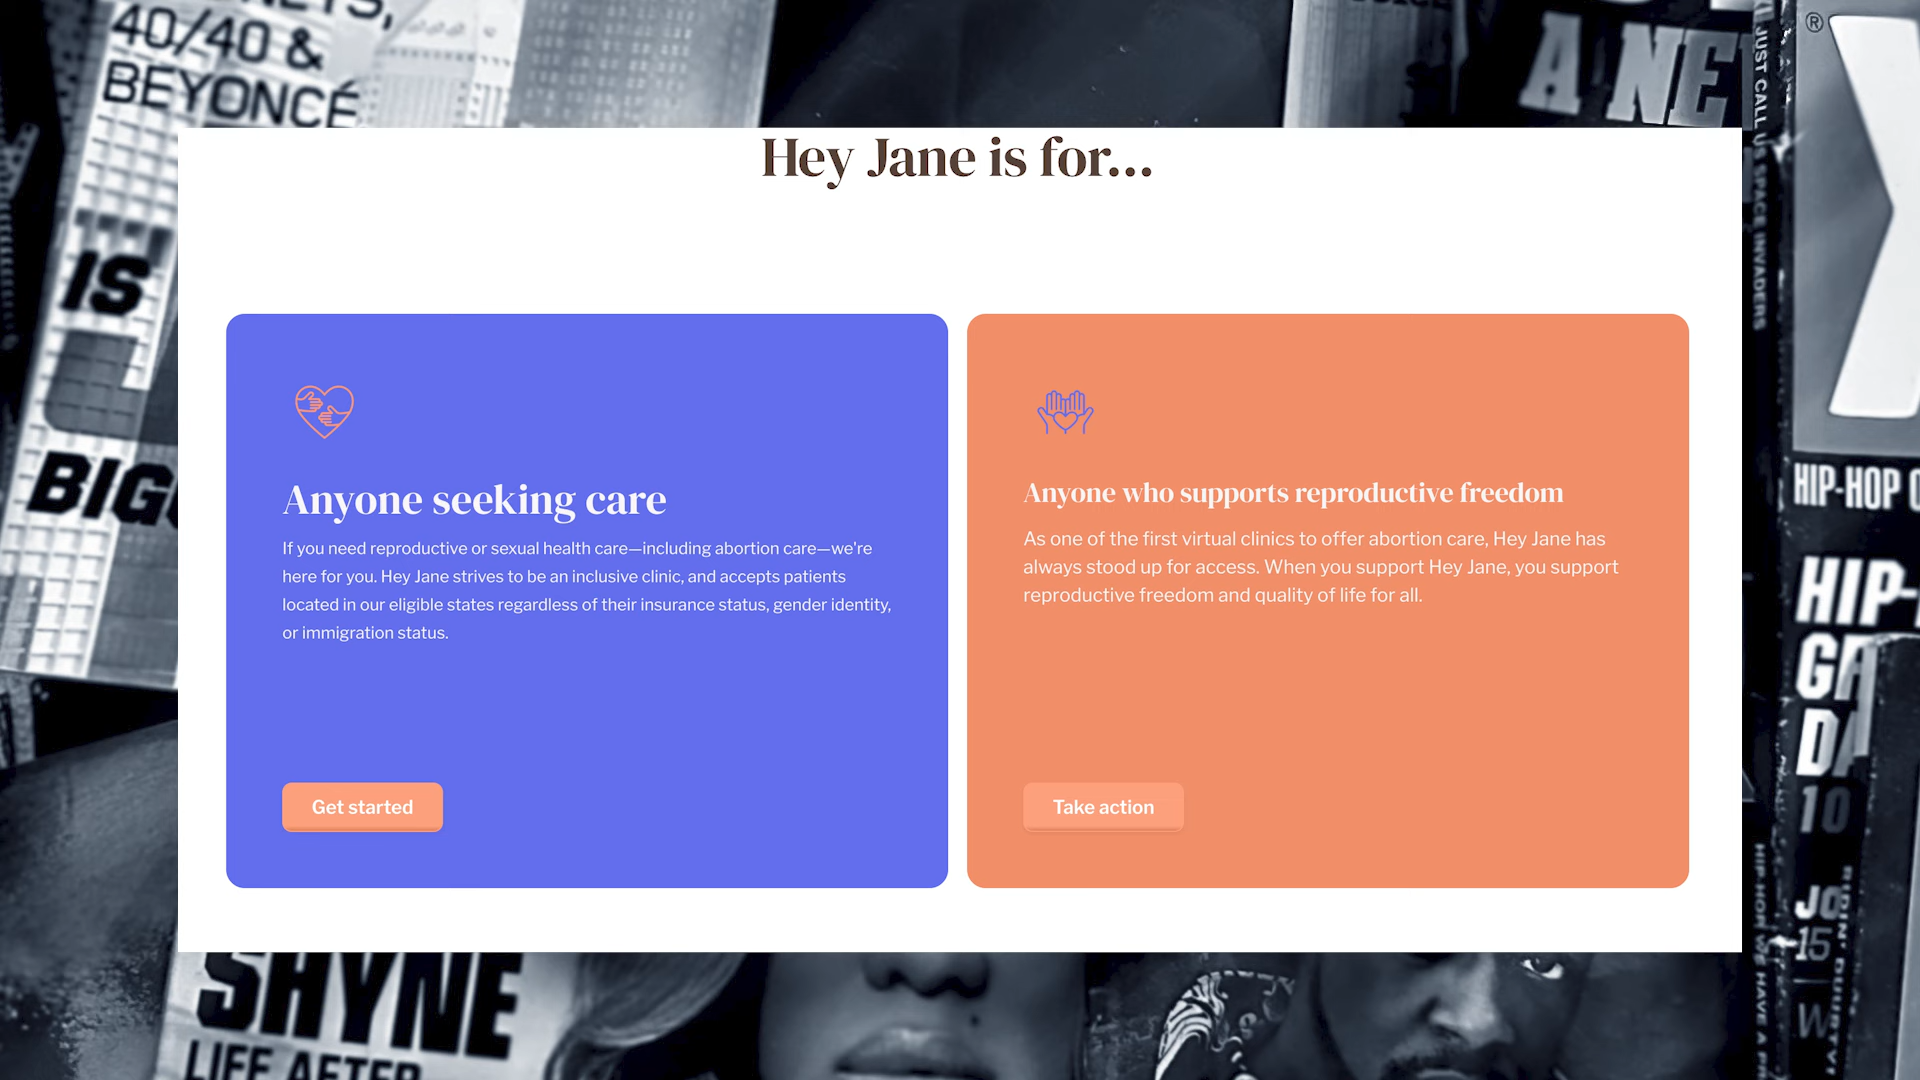 40/40 &
BEYONCÉ
IS
A NE
®
JUST CALL US SPACE INVADERS
Hey Jane is for...
Anyone seeking care
If you need reproductive or sexual health care—including abortion care—we're
here for you. Hey Jane strives to be an inclusive clinic, and accepts patients
located in our eligible states regardless of their insurance status, gender identity,
or immigration status.
Get started
Anyone who supports reproductive freedom
As one of the first virtual clinics to offer abortion care, Hey Jane has
always stood up for access. When you support Hey Jane, you support
reproductive freedom and quality of life for all.
Take action
HIP-HOP
HIP-
10
15
SHYNE
LIFE AFTER